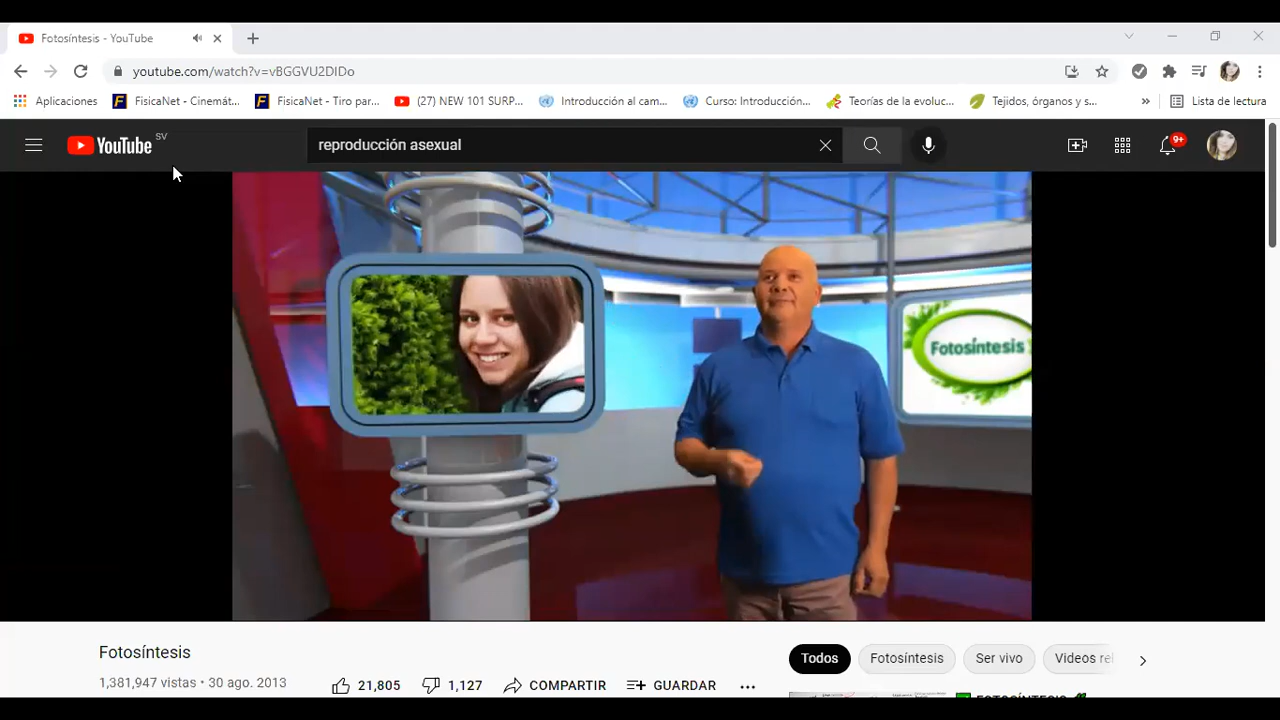 Fotosíntesis - YouTube
youtube.com/watch?v=vBGGVU2DIDo
Aplicaciones
FisicaNet - Cinemát...
FisicaNet - Tiro par...
(27) NEW 101 SURP...
Introducción al cam...
Curso: Introducción...
Teorías de la evoluc...
Tejidos, órganos y s...
»
Lista de lectura
YouTube SV
reproducción asexual
9+
Fotosíntesis
Fotosíntesis
1,381,947 vistas • 30 ago. 2013
21,805
1,127
COMPARTIR
GUARDAR
Todos
Fotosíntesis
Ser vivo
Videos rel
FOTOSÍNTESIS